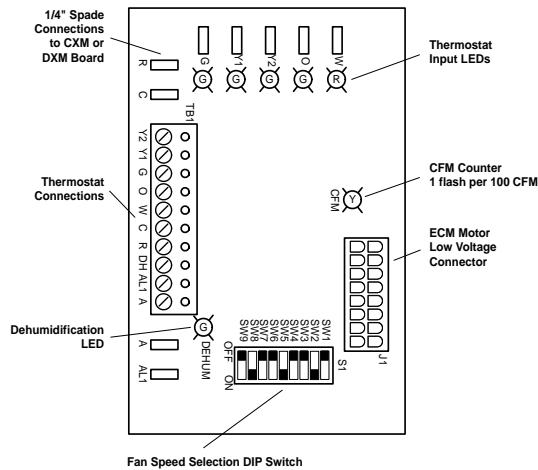 1/4" Spade
Connections
to CXM or
DXM Board
Thermostat
Input LEDs
G
Y1
Y2
O
W
G
G
G
G
R
R
C
TB1
Y2
Y1
G
O
W
C
R
DH
AL1
A
Thermostat
Connections
CFM Counter
1 flash per 100 CFM
Y
CFM
ECM Motor
Low Voltage
Connector
J1
Dehumidification
LED
G
DEHUM
A
AL1
OFF
ON
SW9
SW8
SW7
SW6
SW5
SW4
SW3
SW2
SW1
S1
Fan Speed Selection DIP Switch